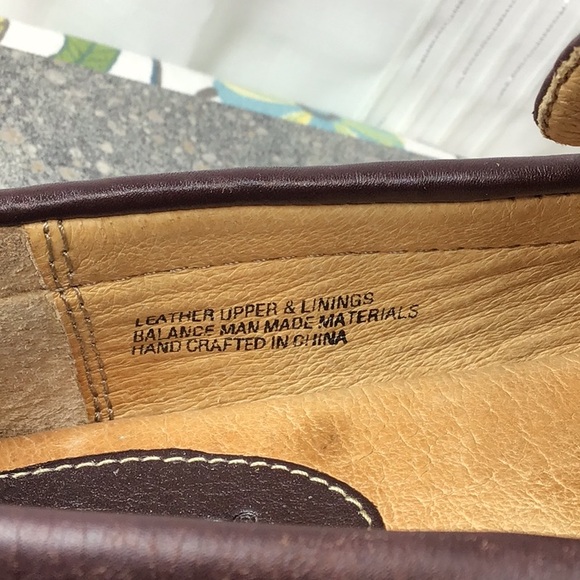 LEATHER UPPER & LININGS
BALANCE MAN MADE MATERIALS
HAND CRAFTED IN CHINA